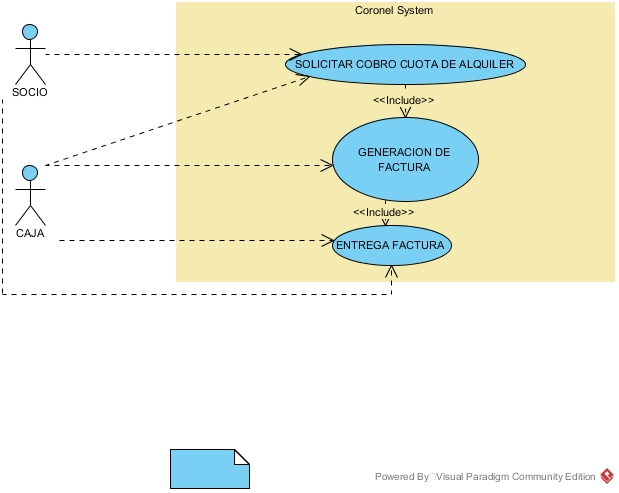 Coronel System
SOCIO
SOLICITAR COBRO CUOTA DE ALQUILER
<<Include>>
GENERACION DE
FACTURA
CAJA
<<Include>>
ENTREGA FACTURA
Powered By Visual Paradigm Community Edition